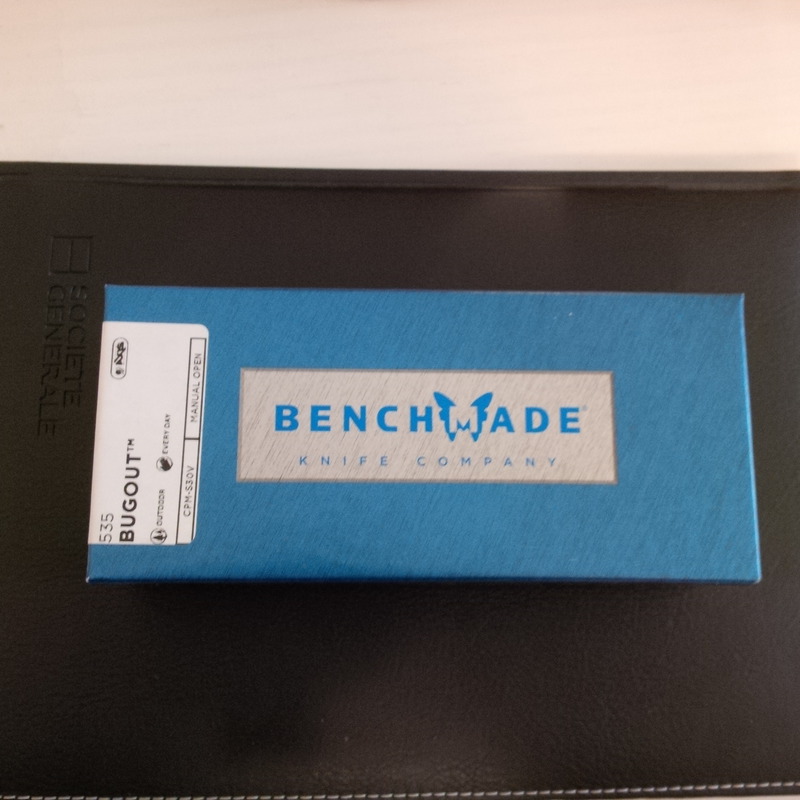 SOCIETE
GENERALE
BENCHMADE
KNIFE COMPANY
535
BUGOUT™
OUTDOOR
EVERY DAY
CPM-S30V
MANUAL OPEN